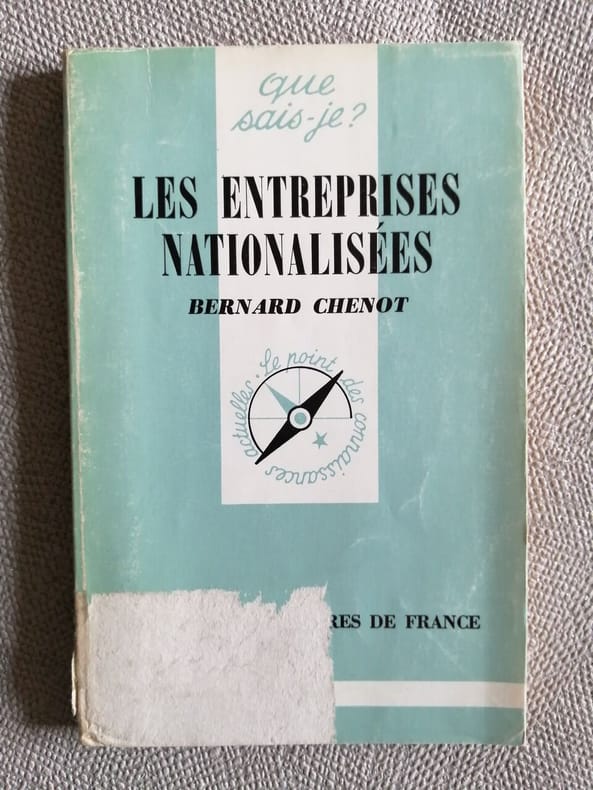 que
sais-je?
LES ENTREPRISES
NATIONALISÉES
BERNARD CHENOT
le point des connaissances actuelles.
RES DE FRANCE